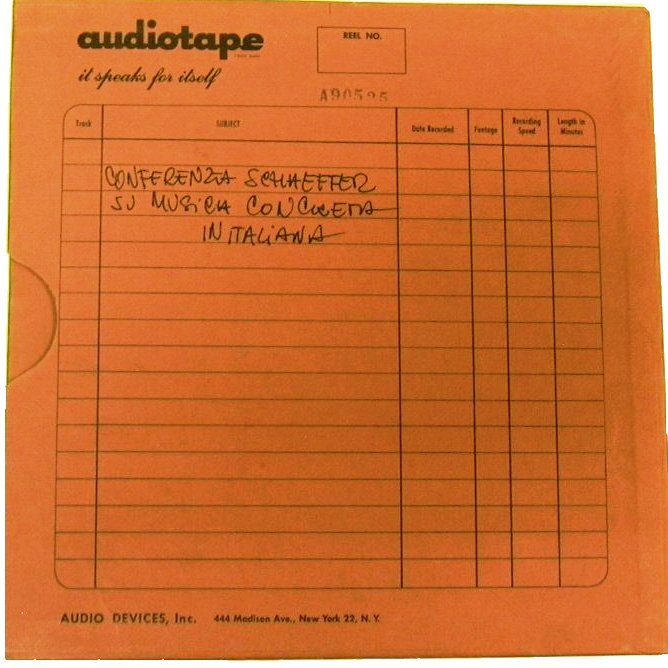 audiotape
it speaks for itself
REEL NO.
A90525
Track SUBJECT Date Recorded Footage Recording Speed Length in Minutes
CONFERENZA SCHAEFFER
SU MUSICA CONCRETA
IN ITALIANA
AUDIO DEVICES, Inc. 444 Madison Ave., New York 22, N. Y.